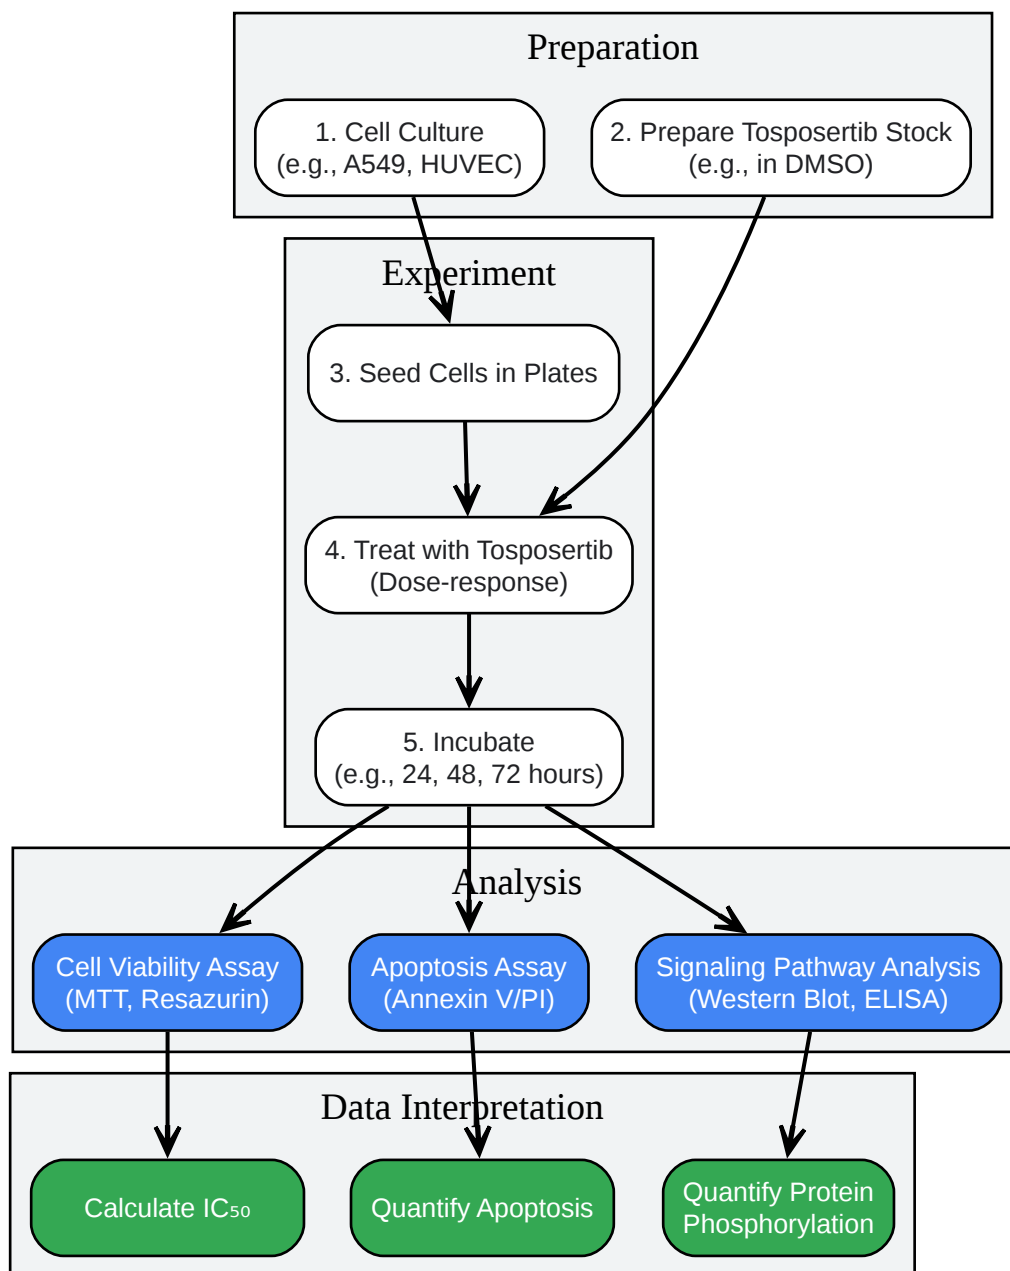 Preparation
1. Cell Culture
(e.g., A549, HUVEC)
2. Prepare Tosposertib Stock
(e.g., in DMSO)
Experiment
3. Seed Cells in Plates
4. Treat with Tosposertib
(Dose-response)
5. Incubate
(e.g., 24, 48, 72 hours)
Analysis
Cell Viability Assay
(MTT, Resazurin)
Apoptosis Assay
(Annexin V/PI)
Signaling Pathway Analysis
(Western Blot, ELISA)
Data Interpretation
Calculate IC₅₀
Quantify Apoptosis
Quantify Protein
Phosphorylation